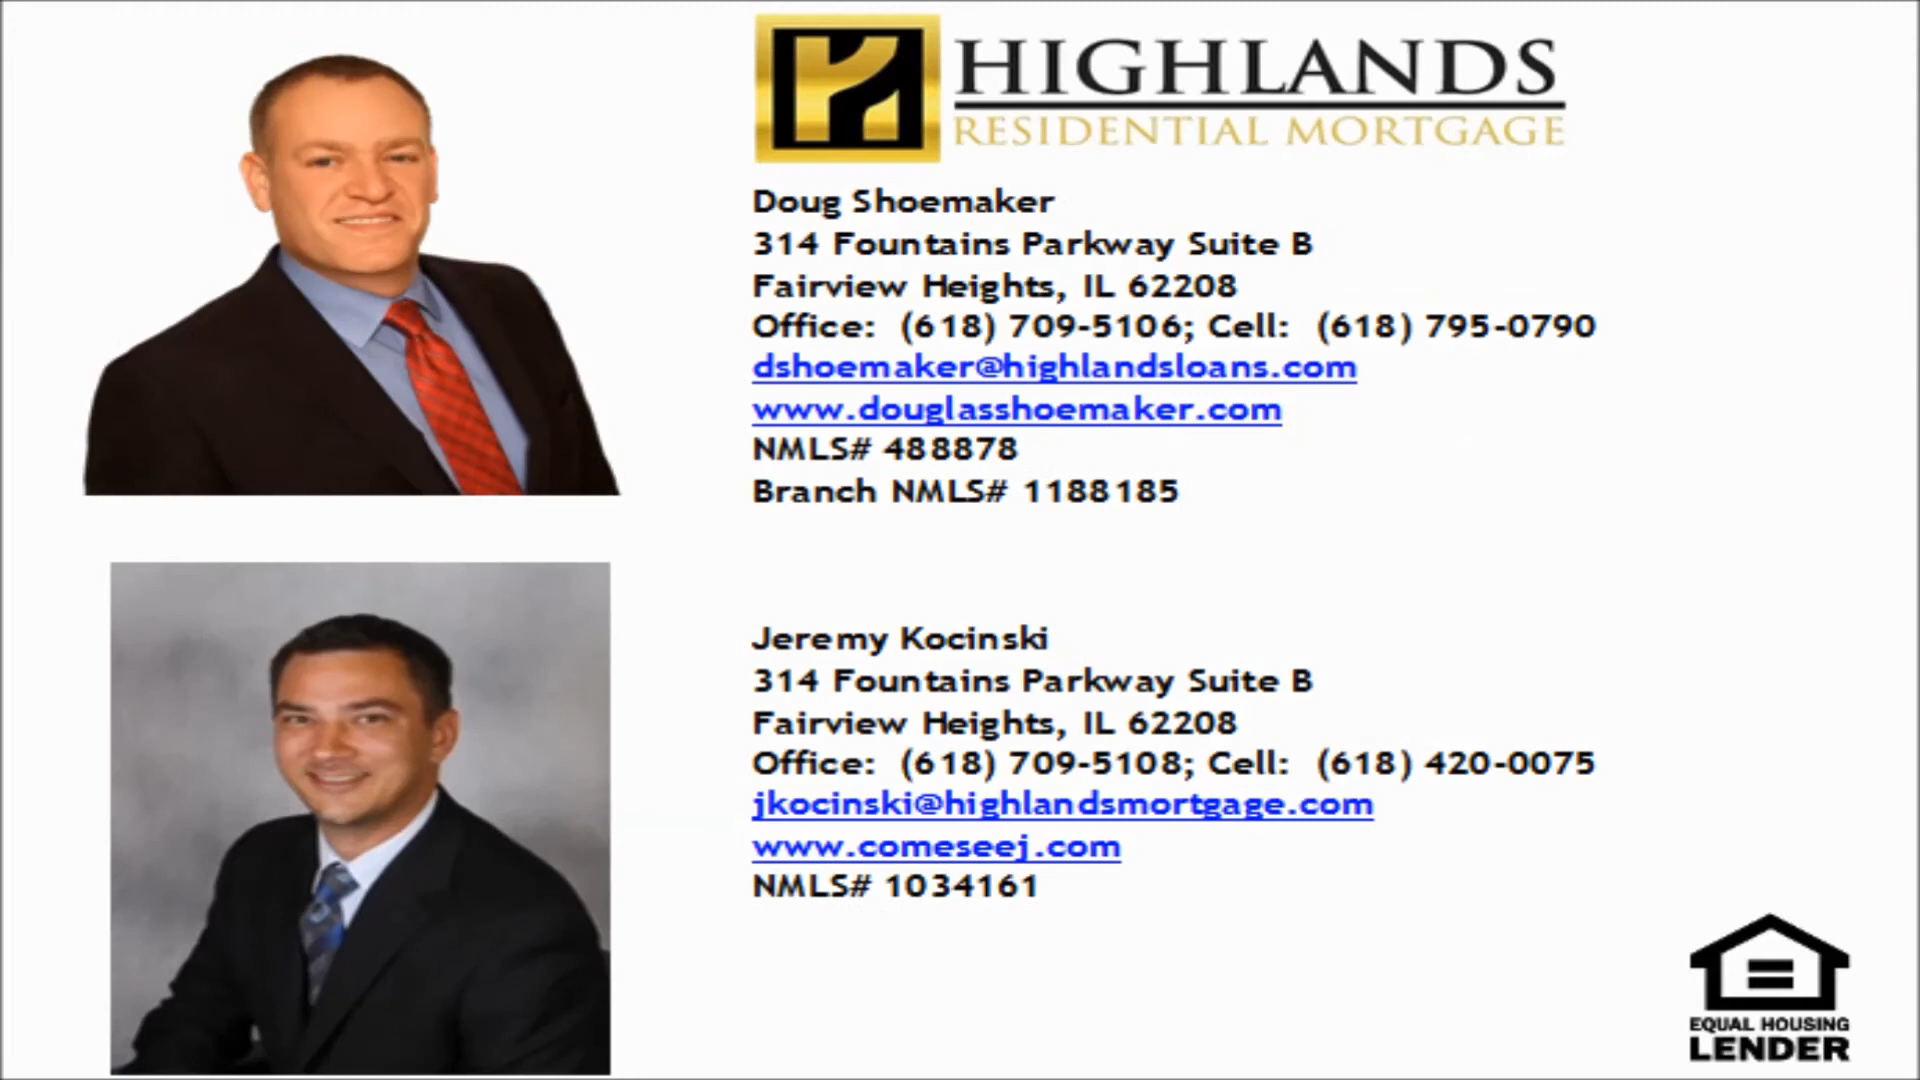 HIGHLANDS
RESIDENTIAL MORTGAGE
Doug Shoemaker
314 Fountains Parkway Suite B
Fairview Heights, IL 62208
Office:  (618) 709-5106; Cell:  (618) 795-0790
dshoemaker@highlandsloans.com
www.douglasshoemaker.com
NMLS# 488878
Branch NMLS# 1188185
Jeremy Kocinski
314 Fountains Parkway Suite B
Fairview Heights, IL 62208
Office:  (618) 709-5108; Cell:  (618) 420-0075
jkocinski@highlandsmortgage.com
www.comeseej.com
NMLS# 1034161
EQUAL HOUSING
LENDER